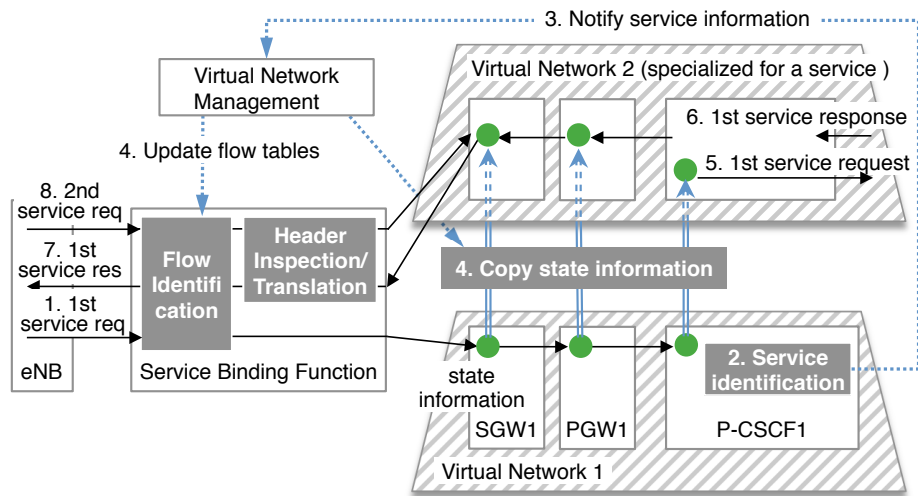 3. Notify service information
Virtual Network
Management
Virtual Network 2 (specialized for a service )
6. 1st service response
5. 1st service request
4. Update flow tables
8. 2nd
service req
7. 1st
service res
1. 1st
service req
eNB
Flow
Identifi
cation
Header
Inspection/
Translation
Service Binding Function
4. Copy state information
state
information
2. Service
identification
SGW1
PGW1
P-CSCF1
Virtual Network 1